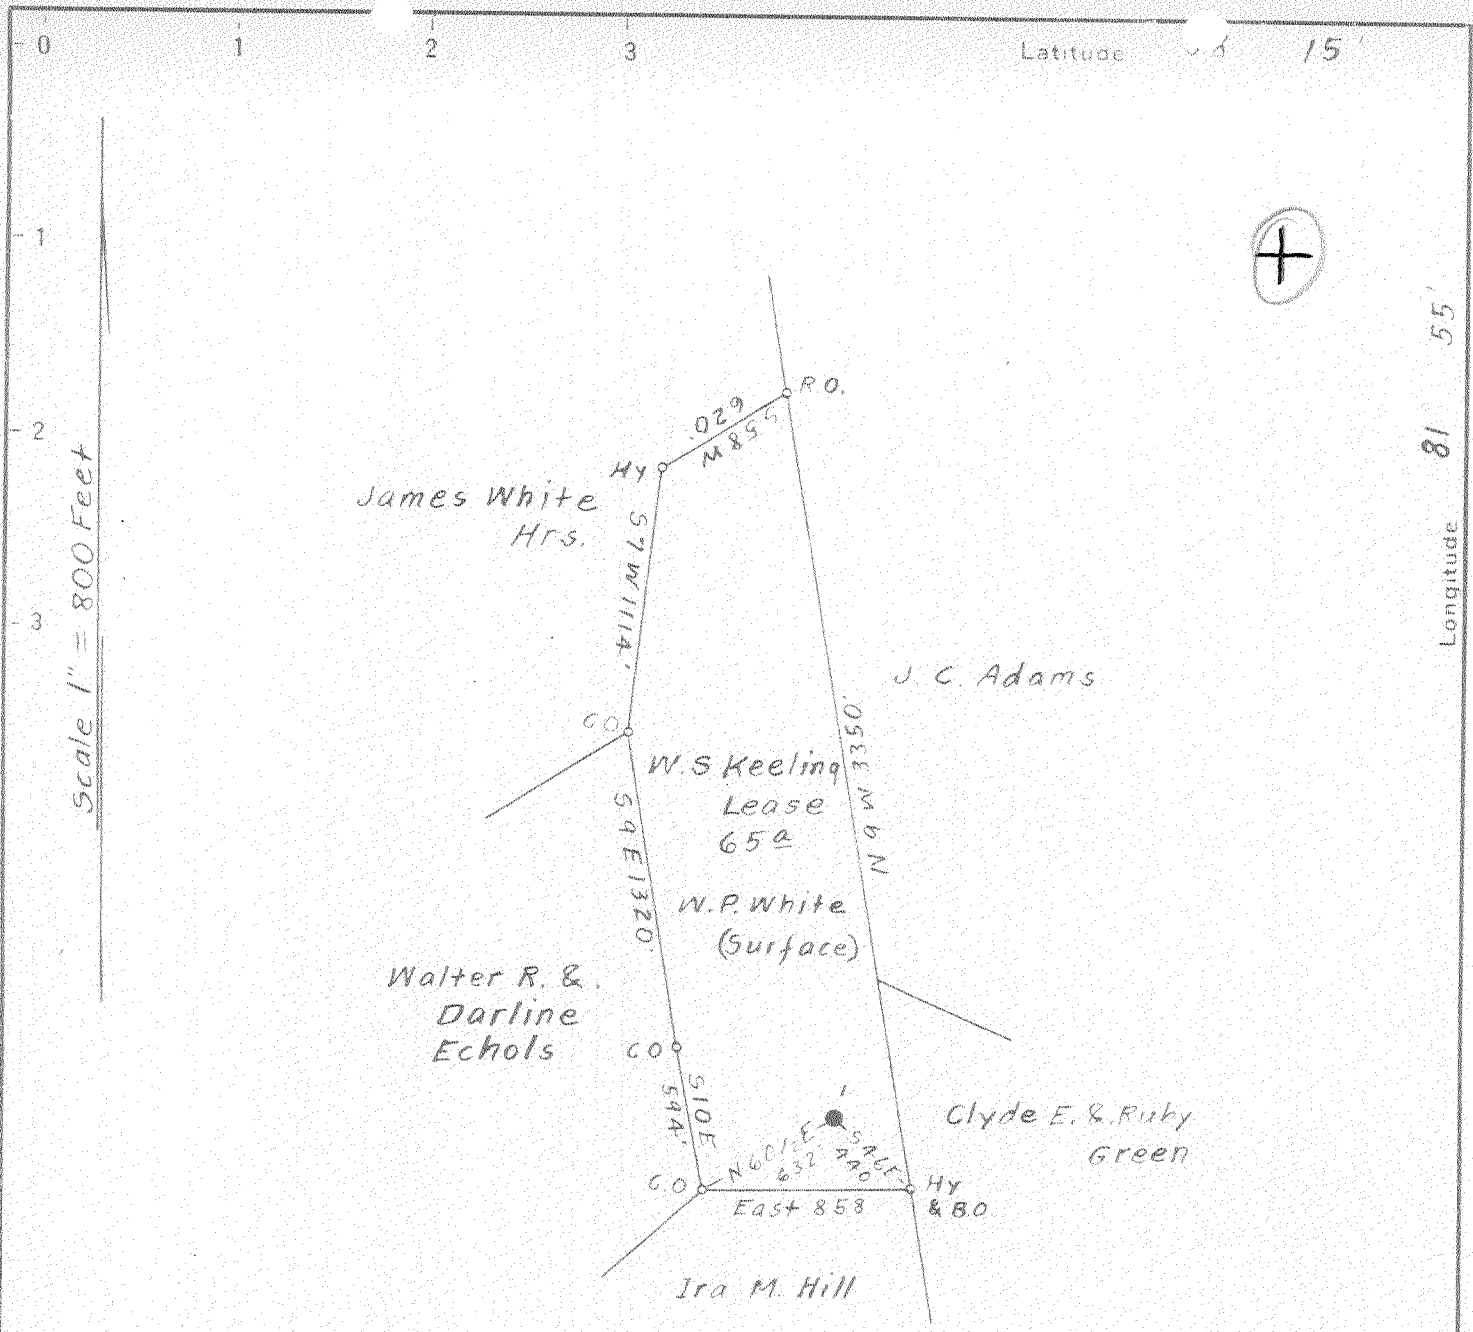 0 1 2 3 Latitude 15'
1
2
3
Scale 1" = 800 Feet
Longitude 81 55'
R.O.
620'
S 58 W
Hy
James White
Hrs.
S 7 W 1114'
C O
J. C. Adams
N 9 W 3350'
W. S Keeling
Lease
65 a
S 9 E 1320'
W. P. White
(Surface)
Walter R. &
Darline
Echols
C O
S 10 E
594'
1
Clyde E. & Ruby
Green
N 60 E
632
440
C.O
Hy
& B.O
East 858
Ira M. Hill